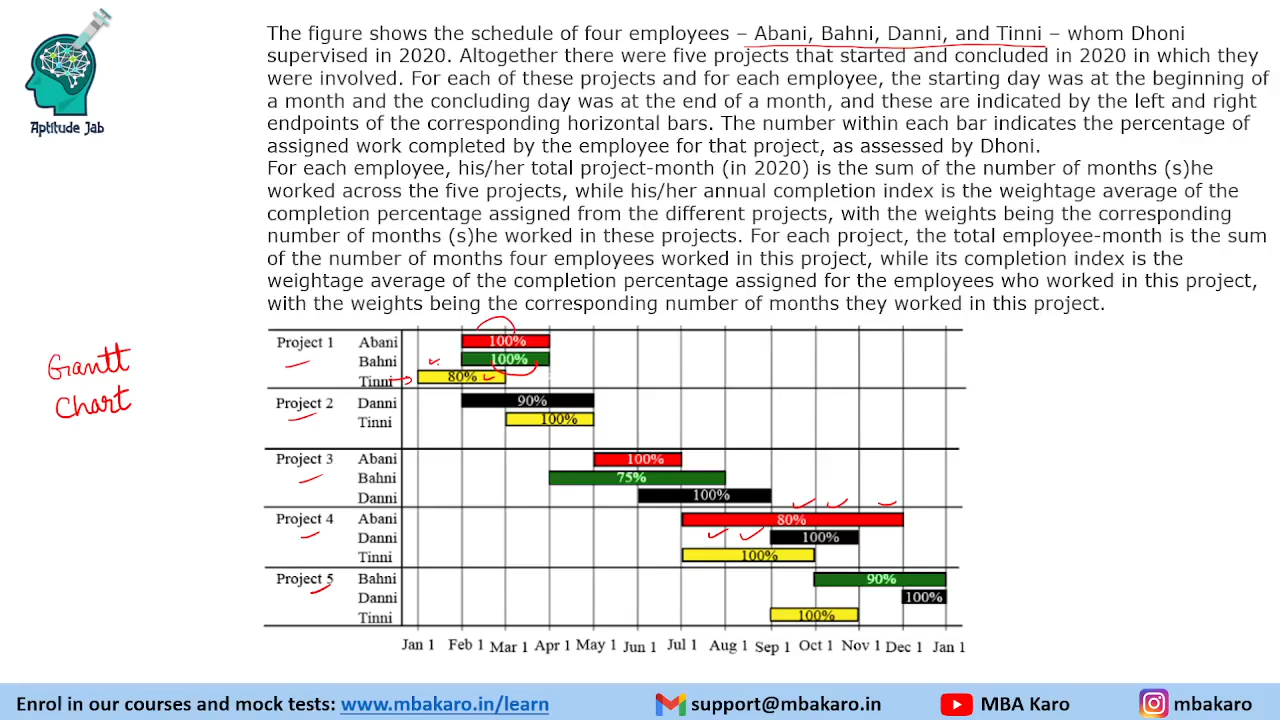 Aptitude Jab
The figure shows the schedule of four employees – Abani, Bahni, Danni, and Tinni – whom Dhoni
supervised in 2020. Altogether there were five projects that started and concluded in 2020 in which they
were involved. For each of these projects and for each employee, the starting day was at the beginning of
a month and the concluding day was at the end of a month, and these are indicated by the left and right
endpoints of the corresponding horizontal bars. The number within each bar indicates the percentage of
assigned work completed by the employee for that project, as assessed by Dhoni.
For each employee, his/her total project-month (in 2020) is the sum of the number of months (s)he
worked across the five projects, while his/her annual completion index is the weightage average of the
completion percentage assigned from the different projects, with the weights being the corresponding
number of months (s)he worked in these projects. For each project, the total employee-month is the sum
of the number of months four employees worked in this project, while its completion index is the
weightage average of the completion percentage assigned for the employees who worked in this project,
with the weights being the corresponding number of months they worked in this project.
Gantt
Chart
Project 1 Abani 100%
Bahni 100%
Tinni 80%
Project 2 Danni 90%
Tinni 100%
Project 3 Abani 100%
Bahni 75%
Danni 100%
Project 4 Abani 80%
Danni 100%
Tinni 100%
Project 5 Bahni 90%
Danni 100%
Tinni 100%
Jan 1 Feb 1 Mar 1 Apr 1 May 1 Jun 1 Jul 1 Aug 1 Sep 1 Oct 1 Nov 1 Dec 1 Jan 1
Enrol in our courses and mock tests: www.mbakaro.in/learn support@mbakaro.in MBA Karo mbakaro